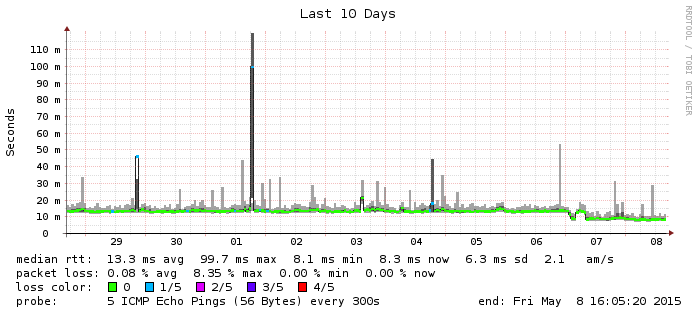 Last 10 Days
RRDTOOL / TOBI OETIKER
Seconds
110 m
100 m
90 m
80 m
70 m
60 m
50 m
40 m
30 m
20 m
10 m
0
29 30 01 02 03 04 05 06 07 08
median rtt: 13.3 ms avg 99.7 ms max 8.1 ms min 8.3 ms now 6.3 ms sd 2.1 am/s
packet loss: 0.08 % avg 8.35 % max 0.00 % min 0.00 % now
loss color: 0 1/5 2/5 3/5 4/5
probe: 5 ICMP Echo Pings (56 Bytes) every 300s end: Fri May 8 16:05:20 2015